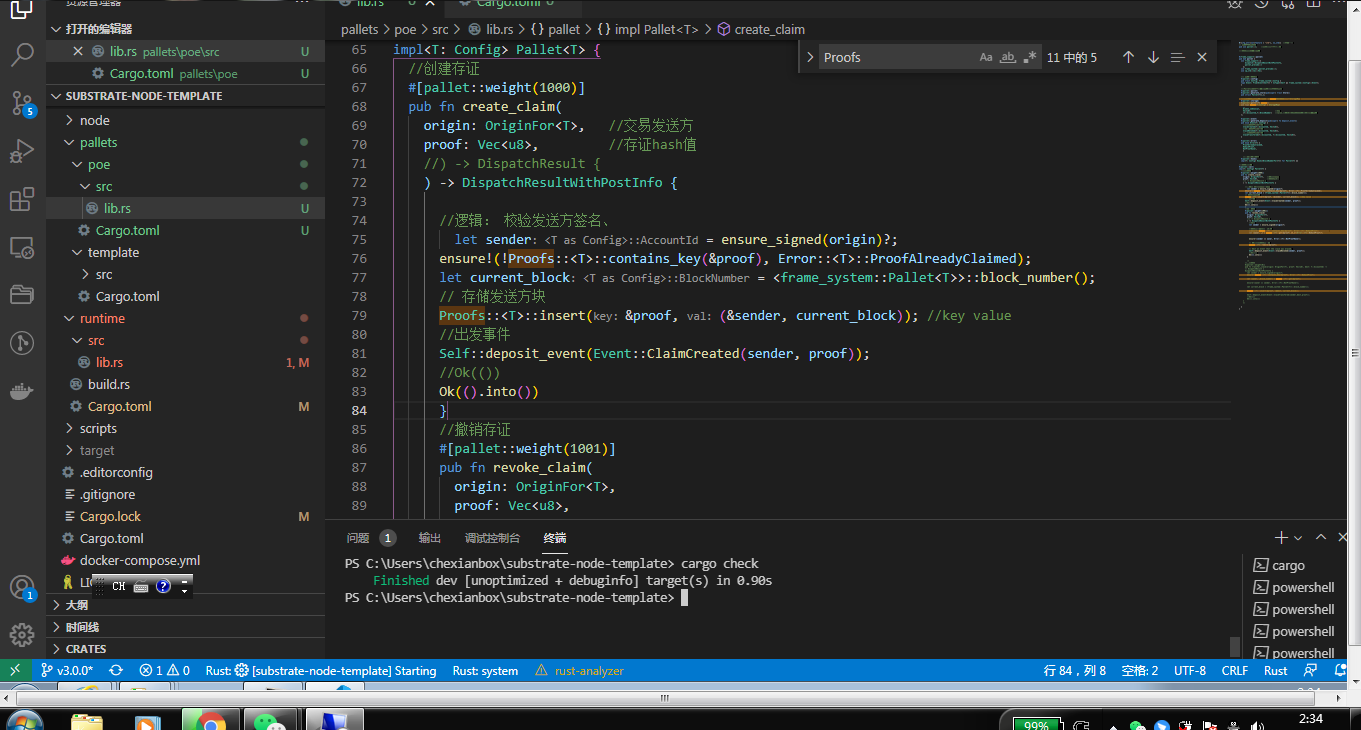 资源管理器
打开的编辑器
lib.rs pallets\poe\src U
Cargo.toml pallets\poe U
SUBSTRATE-NODE-TEMPLATE
node
pallets
poe
src
lib.rs U
Cargo.toml U
template
src
Cargo.toml
runtime
src
lib.rs 1, M
build.rs
Cargo.toml M
scripts
target
.editorconfig
.gitignore
Cargo.lock M
Cargo.toml
docker-compose.yml
LI
CH
大纲
时间线
CRATES
5
1
lib.rs U
Cargo.toml U
pallets > poe > src > lib.rs > {} pallet > {} impl Pallet<T> > create_claim
Proofs Aa ab .* 11 中的 5
65 impl<T: Config> Pallet<T> {
66 //创建存证
67 #[pallet::weight(1000)]
68 pub fn create_claim(
69 origin: OriginFor<T>, //交易发送方
70 proof: Vec<u8>, //存证hash值
71 //) -> DispatchResult {
72 ) -> DispatchResultWithPostInfo {
73
74 //逻辑： 校验发送方签名、
75 let sender: <T as Config>::AccountId = ensure_signed(origin)?;
76 ensure!(!Proofs::<T>::contains_key(&proof), Error::<T>::ProofAlreadyClaimed);
77 let current_block: <T as Config>::BlockNumber = <frame_system::Pallet<T>>::block_number();
78 // 存储发送方块
79 Proofs::<T>::insert(key: &proof, val: (&sender, current_block)); //key value
80 //出发事件
81 Self::deposit_event(Event::ClaimCreated(sender, proof));
82 //Ok(())
83 Ok(().into())
84 }
85 //撤销存证
86 #[pallet::weight(1001)]
87 pub fn revoke_claim(
88 origin: OriginFor<T>,
89 proof: Vec<u8>,
问题 1 输出 调试控制台 终端
PS C:\Users\chexianbox\substrate-node-template> cargo check
Finished dev [unoptimized + debuginfo] target(s) in 0.90s
PS C:\Users\chexianbox\substrate-node-template>
cargo
powershell
powershell
powershell
powershell
v3.0.0* 1 0 Rust: [substrate-node-template] Starting Rust: system rust-analyzer 行 84，列 8 空格: 2 UTF-8 CRLF Rust
99% 2:34